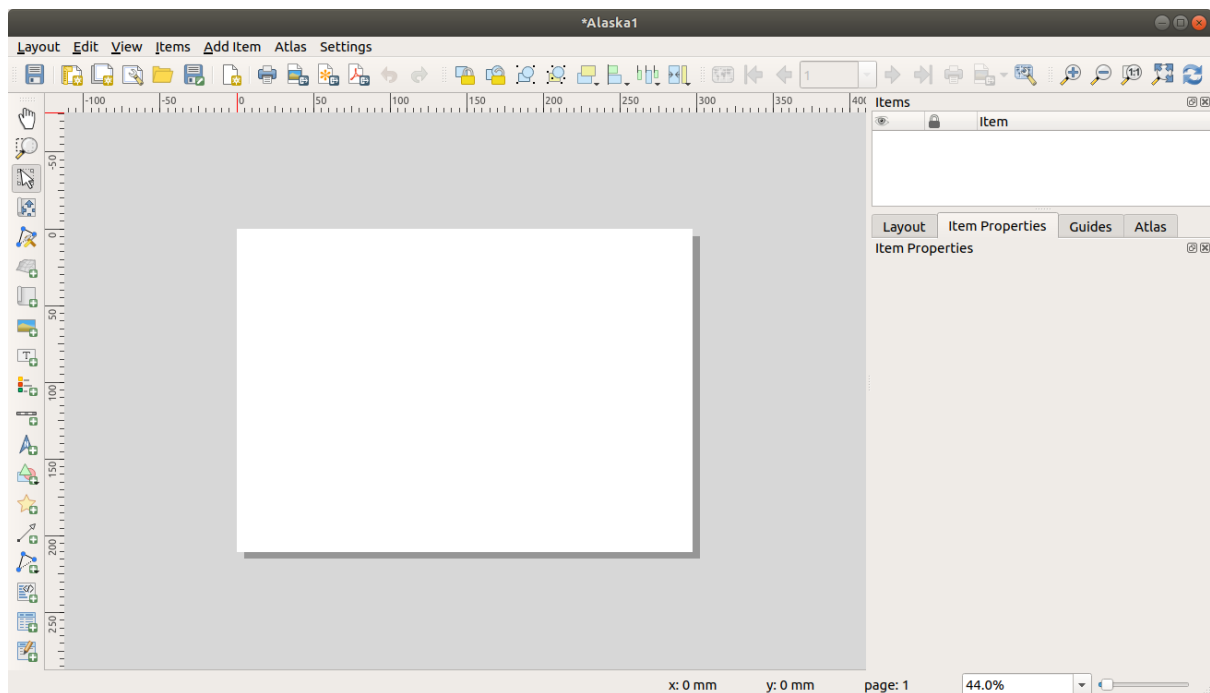 *Alaska1
Layout Edit View Items Add Item Atlas Settings
1
-100 -50 0 50 100 150 200 250 300 350 400
Items
Item
-50
0
50
100
150
200
250
Layout Item Properties Guides Atlas
Item Properties
x: 0 mm y: 0 mm page: 1 44.0%